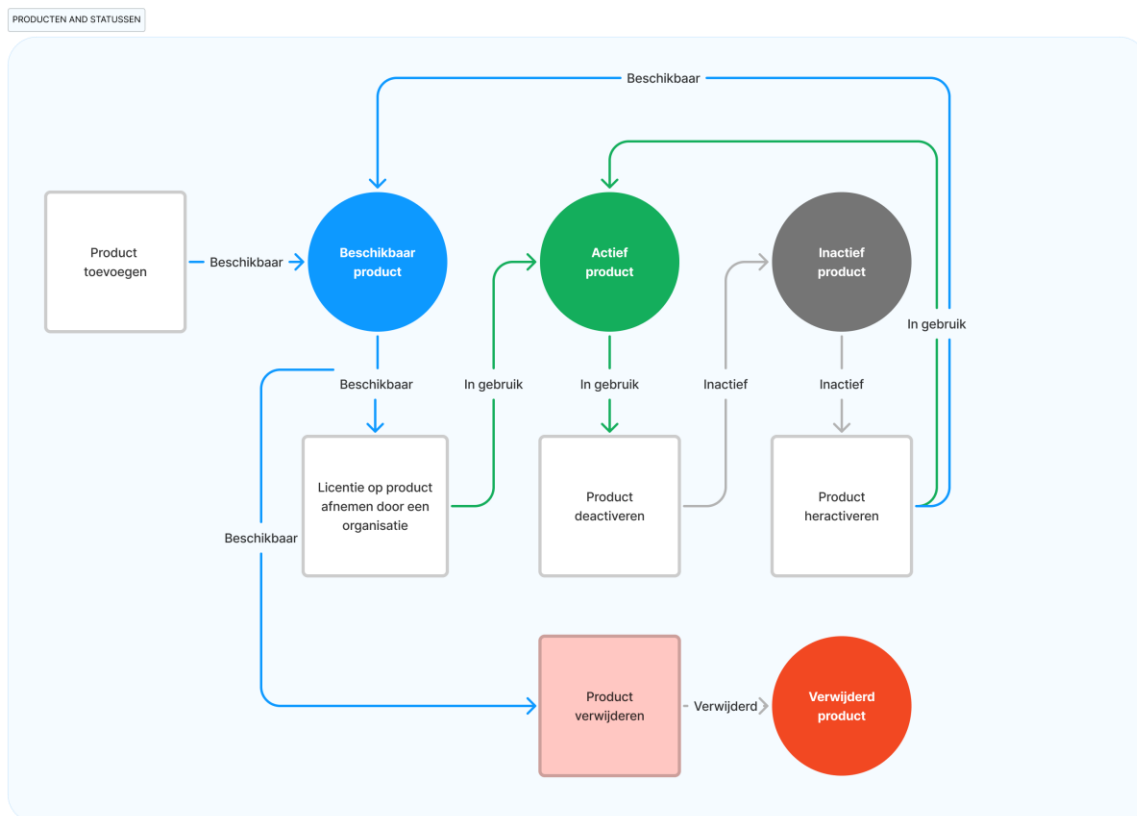 PRODUCTEN AND STATUSSEN
Beschikbaar
Product
toevoegen
Beschikbaar
Beschikbaar
product
Actief
product
Inactief
product
In gebruik
Beschikbaar
In gebruik
In gebruik
Inactief
Inactief
Licentie op product
afnemen door een
organisatie
Product
deactiveren
Product
heractiveren
Beschikbaar
Product
verwijderen
Verwijderd
Verwijderd
product